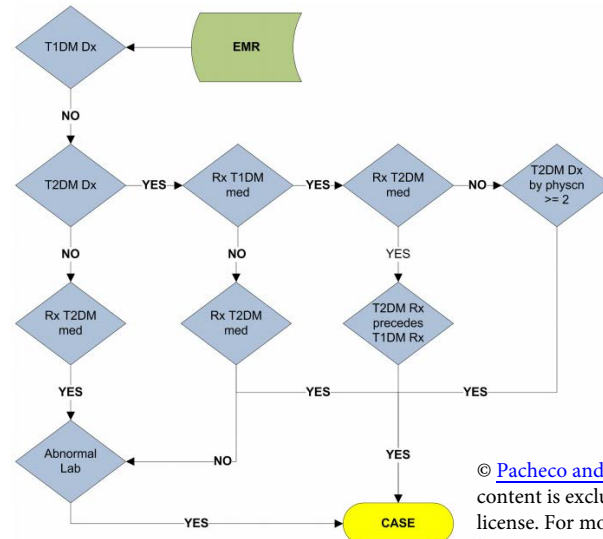 T1DM Dx
EMR
NO
T2DM Dx
YES
Rx T1DM
med
YES
Rx T2DM
med
NO
T2DM Dx
by physcn
>= 2
NO
NO
YES
Rx T2DM
med
Rx T2DM
med
T2DM Rx
precedes
T1DM Rx
YES
YES
YES
Abnormal
Lab
NO
YES
YES
CASE
© Pacheco and
content is exclu
license. For mo